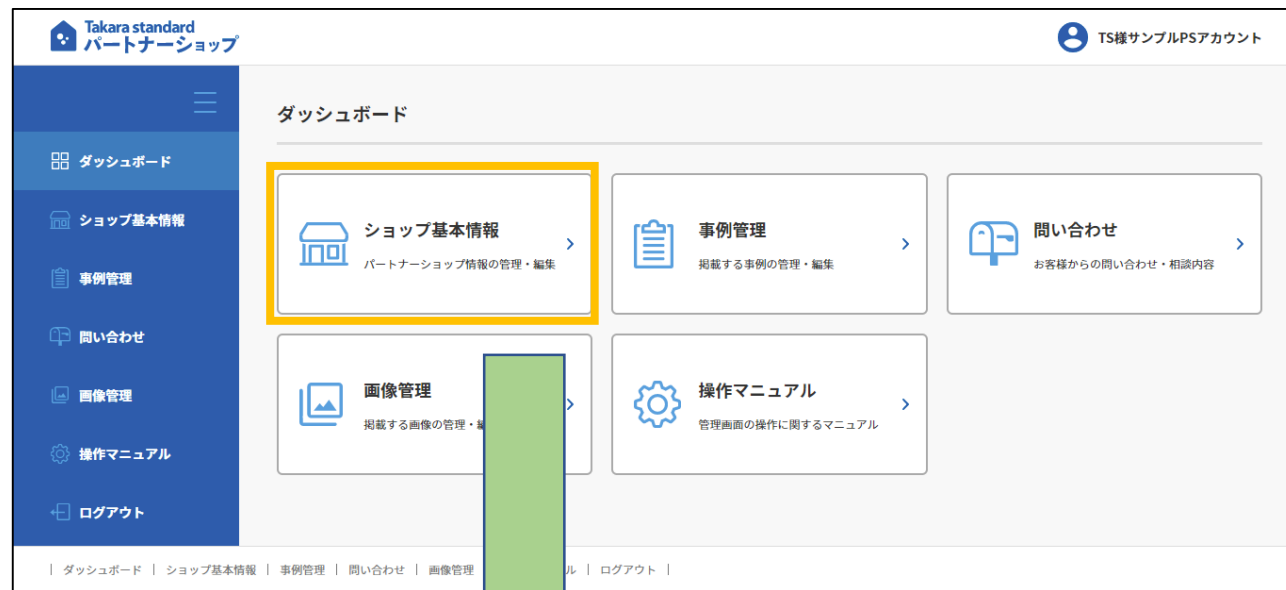 Takara standard
パートナーショップ
TS様サンプルPSアカウント
ダッシュボード
ショップ基本情報
事例管理
問い合わせ
画像管理
操作マニュアル
ログアウト
ダッシュボード
ショップ基本情報
パートナーショップ情報の管理・編集
事例管理
掲載する事例の管理・編集
問い合わせ
お客様からの問い合わせ・相談内容
画像管理
掲載する画像の管理・
操作マニュアル
管理画面の操作に関するマニュアル
| ダッシュボード | ショップ基本情報 | 事例管理 | 問い合わせ | 画像管理 ル | ログアウト |